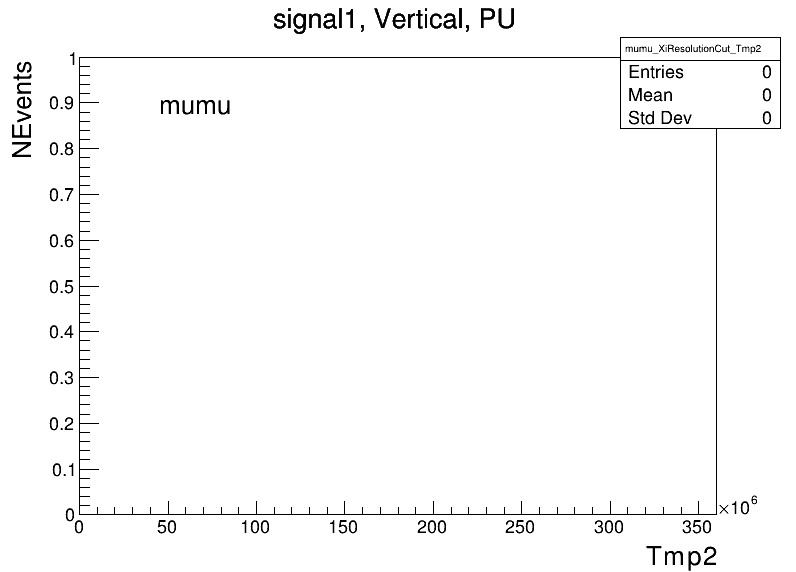 signal1, Vertical, PU
mumu_XiResolutionCut_Tmp2
Entries 0
Mean 0
Std Dev 0
NEvents
mumu
1
0.9
0.8
0.7
0.6
0.5
0.4
0.3
0.2
0.1
0
0 50 100 150 200 250 300 350
×10^6
Tmp2